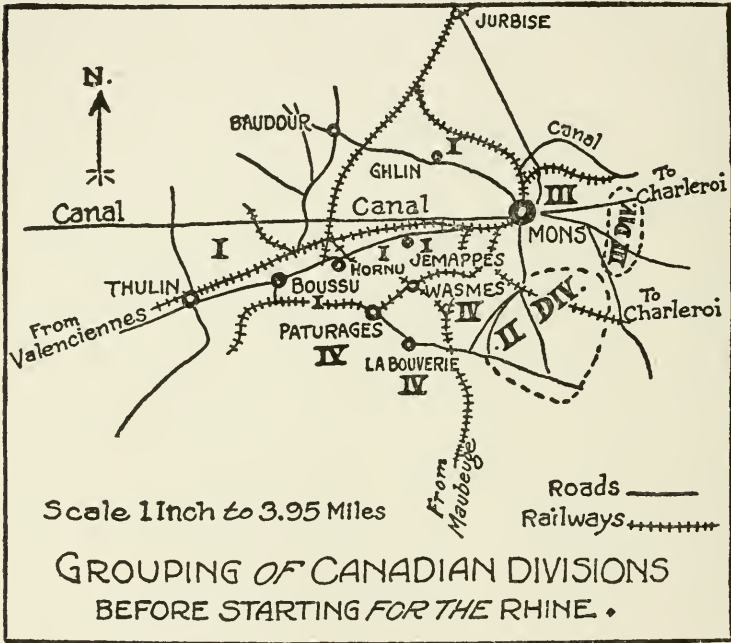 JURBISE
N.
BAUDOUR
I
Canal
GHLIN
To
Charleroi
III
Canal
Canal
MONS
III DIV.
I
I
I
JEMAPPES
HORNU
THULIN
BOUSSU
WASMES
To
Charleroi
I
IV
II DIV.
From
Valenciennes
PATURAGES
IV
LA BOUVERIE
IV
From
Maubeuge
Scale 1 Inch to 3.95 Miles
Roads
Railways
GROUPING OF CANADIAN DIVISIONS
BEFORE STARTING FOR THE RHINE.